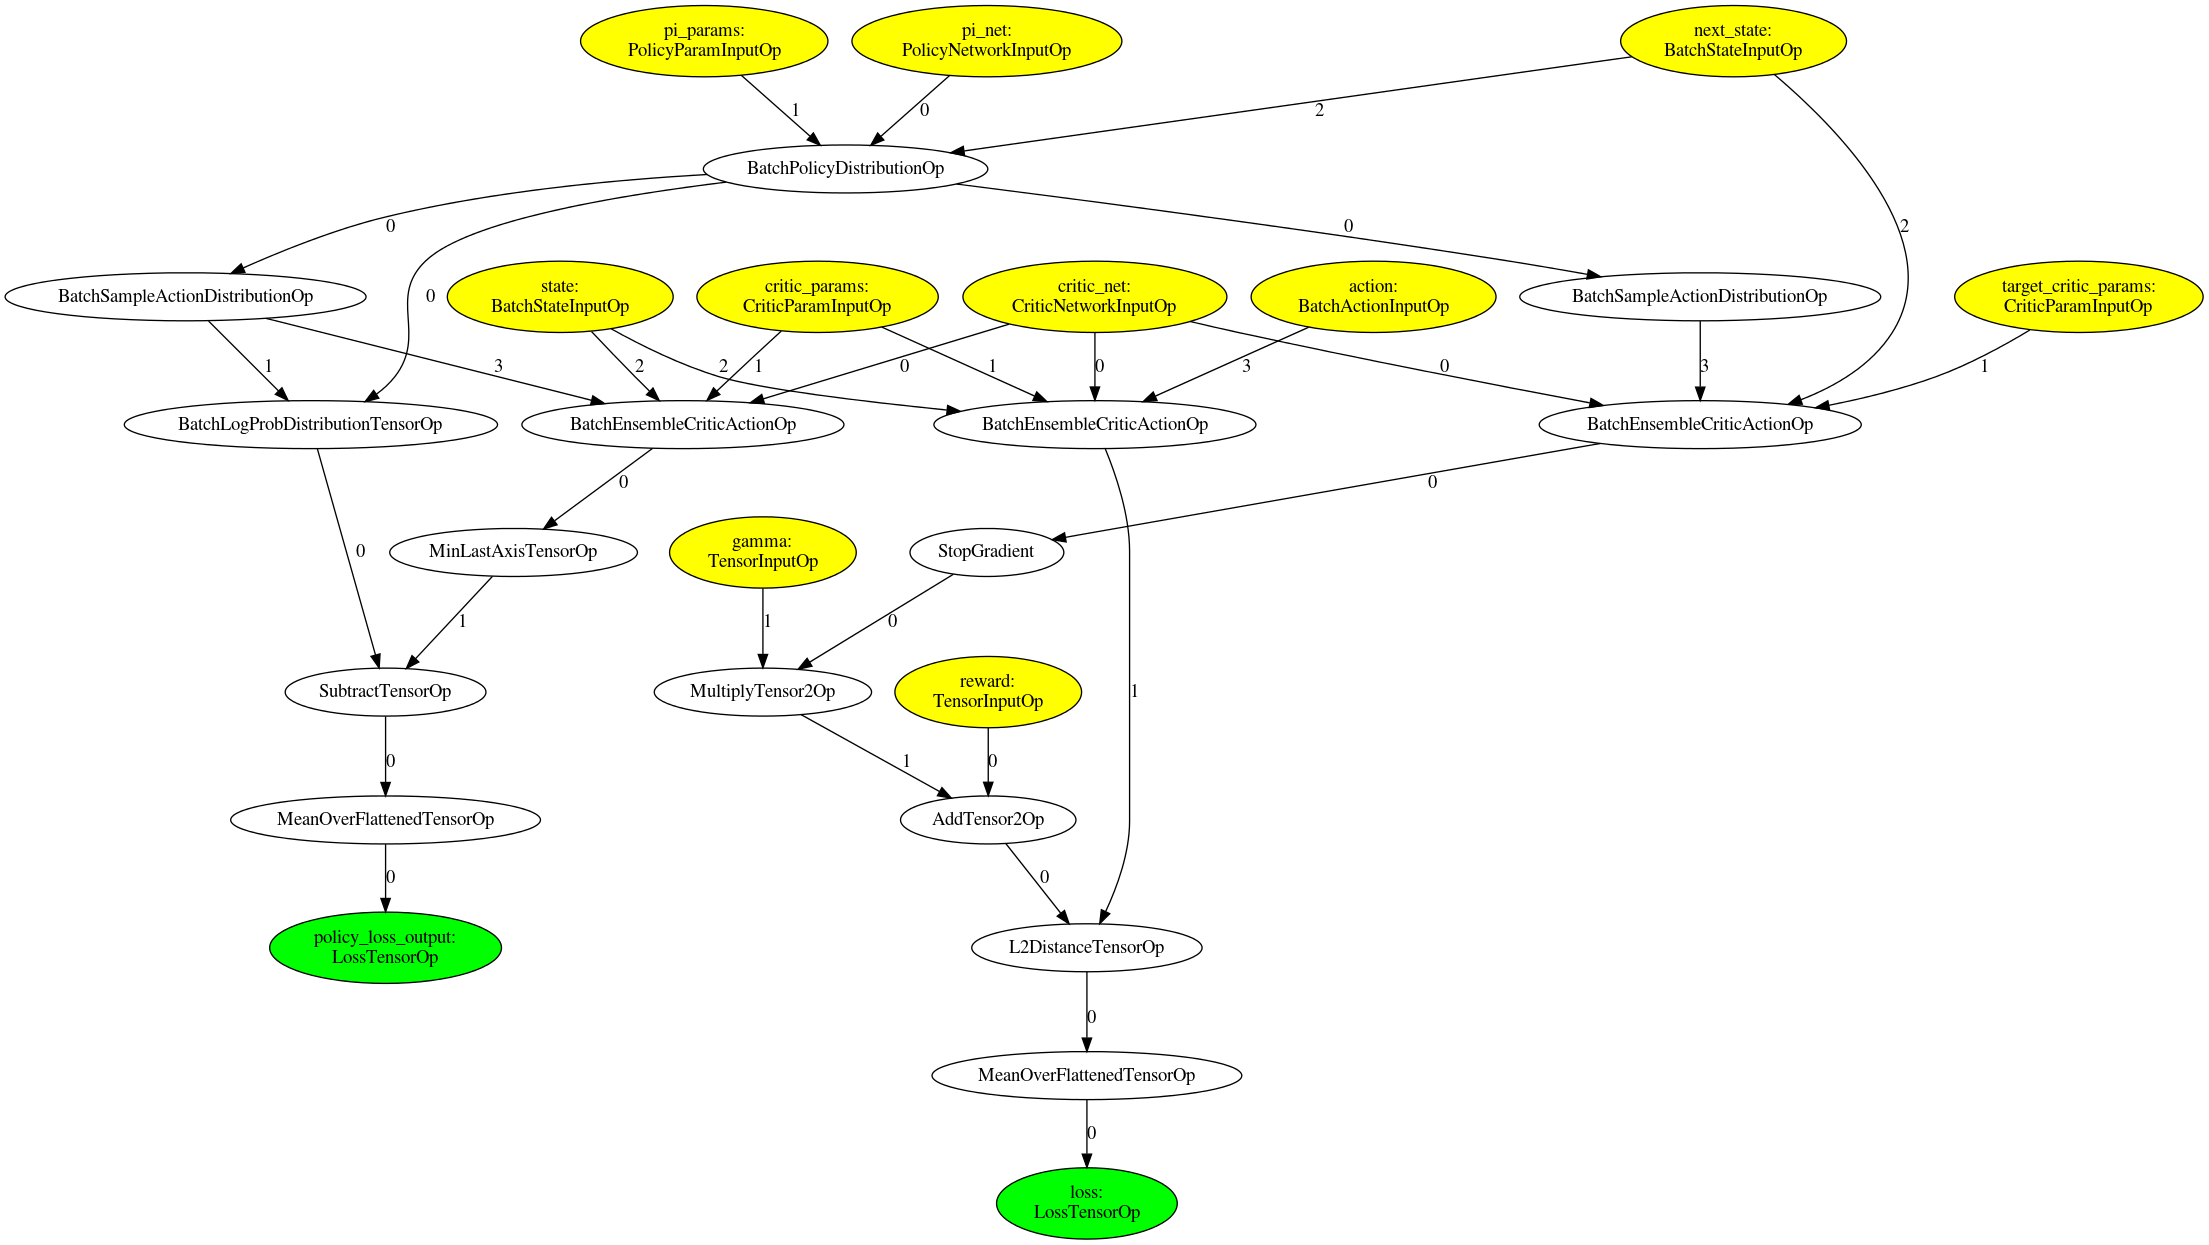 pi_params:
PolicyParamInputOp
pi_net:
PolicyNetworkInputOp
next_state:
BatchStateInputOp
1
0
2
BatchPolicyDistributionOp
0
0
2
BatchSampleActionDistributionOp
0
state:
BatchStateInputOp
critic_params:
CriticParamInputOp
critic_net:
CriticNetworkInputOp
action:
BatchActionInputOp
BatchSampleActionDistributionOp
target_critic_params:
CriticParamInputOp
1
3
2
2
1
0
1
0
3
0
3
1
BatchLogProbDistributionTensorOp
BatchEnsembleCriticActionOp
BatchEnsembleCriticActionOp
BatchEnsembleCriticActionOp
0
0
0
MinLastAxisTensorOp
gamma:
TensorInputOp
StopGradient
1
1
0
SubtractTensorOp
MultiplyTensor2Op
reward:
TensorInputOp
1
0
1
0
MeanOverFlattenedTensorOp
AddTensor2Op
0
0
policy_loss_output:
LossTensorOp
L2DistanceTensorOp
0
MeanOverFlattenedTensorOp
0
loss:
LossTensorOp